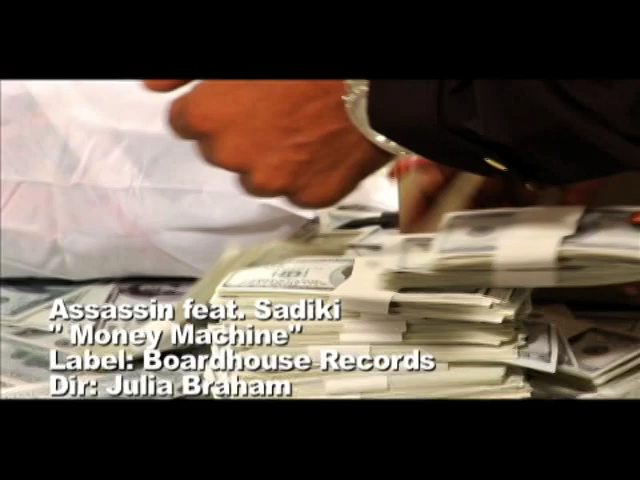 Assassin feat. Sadiki
" Money Machine"
Label: Boardhouse Records
Dir: Julia Braham